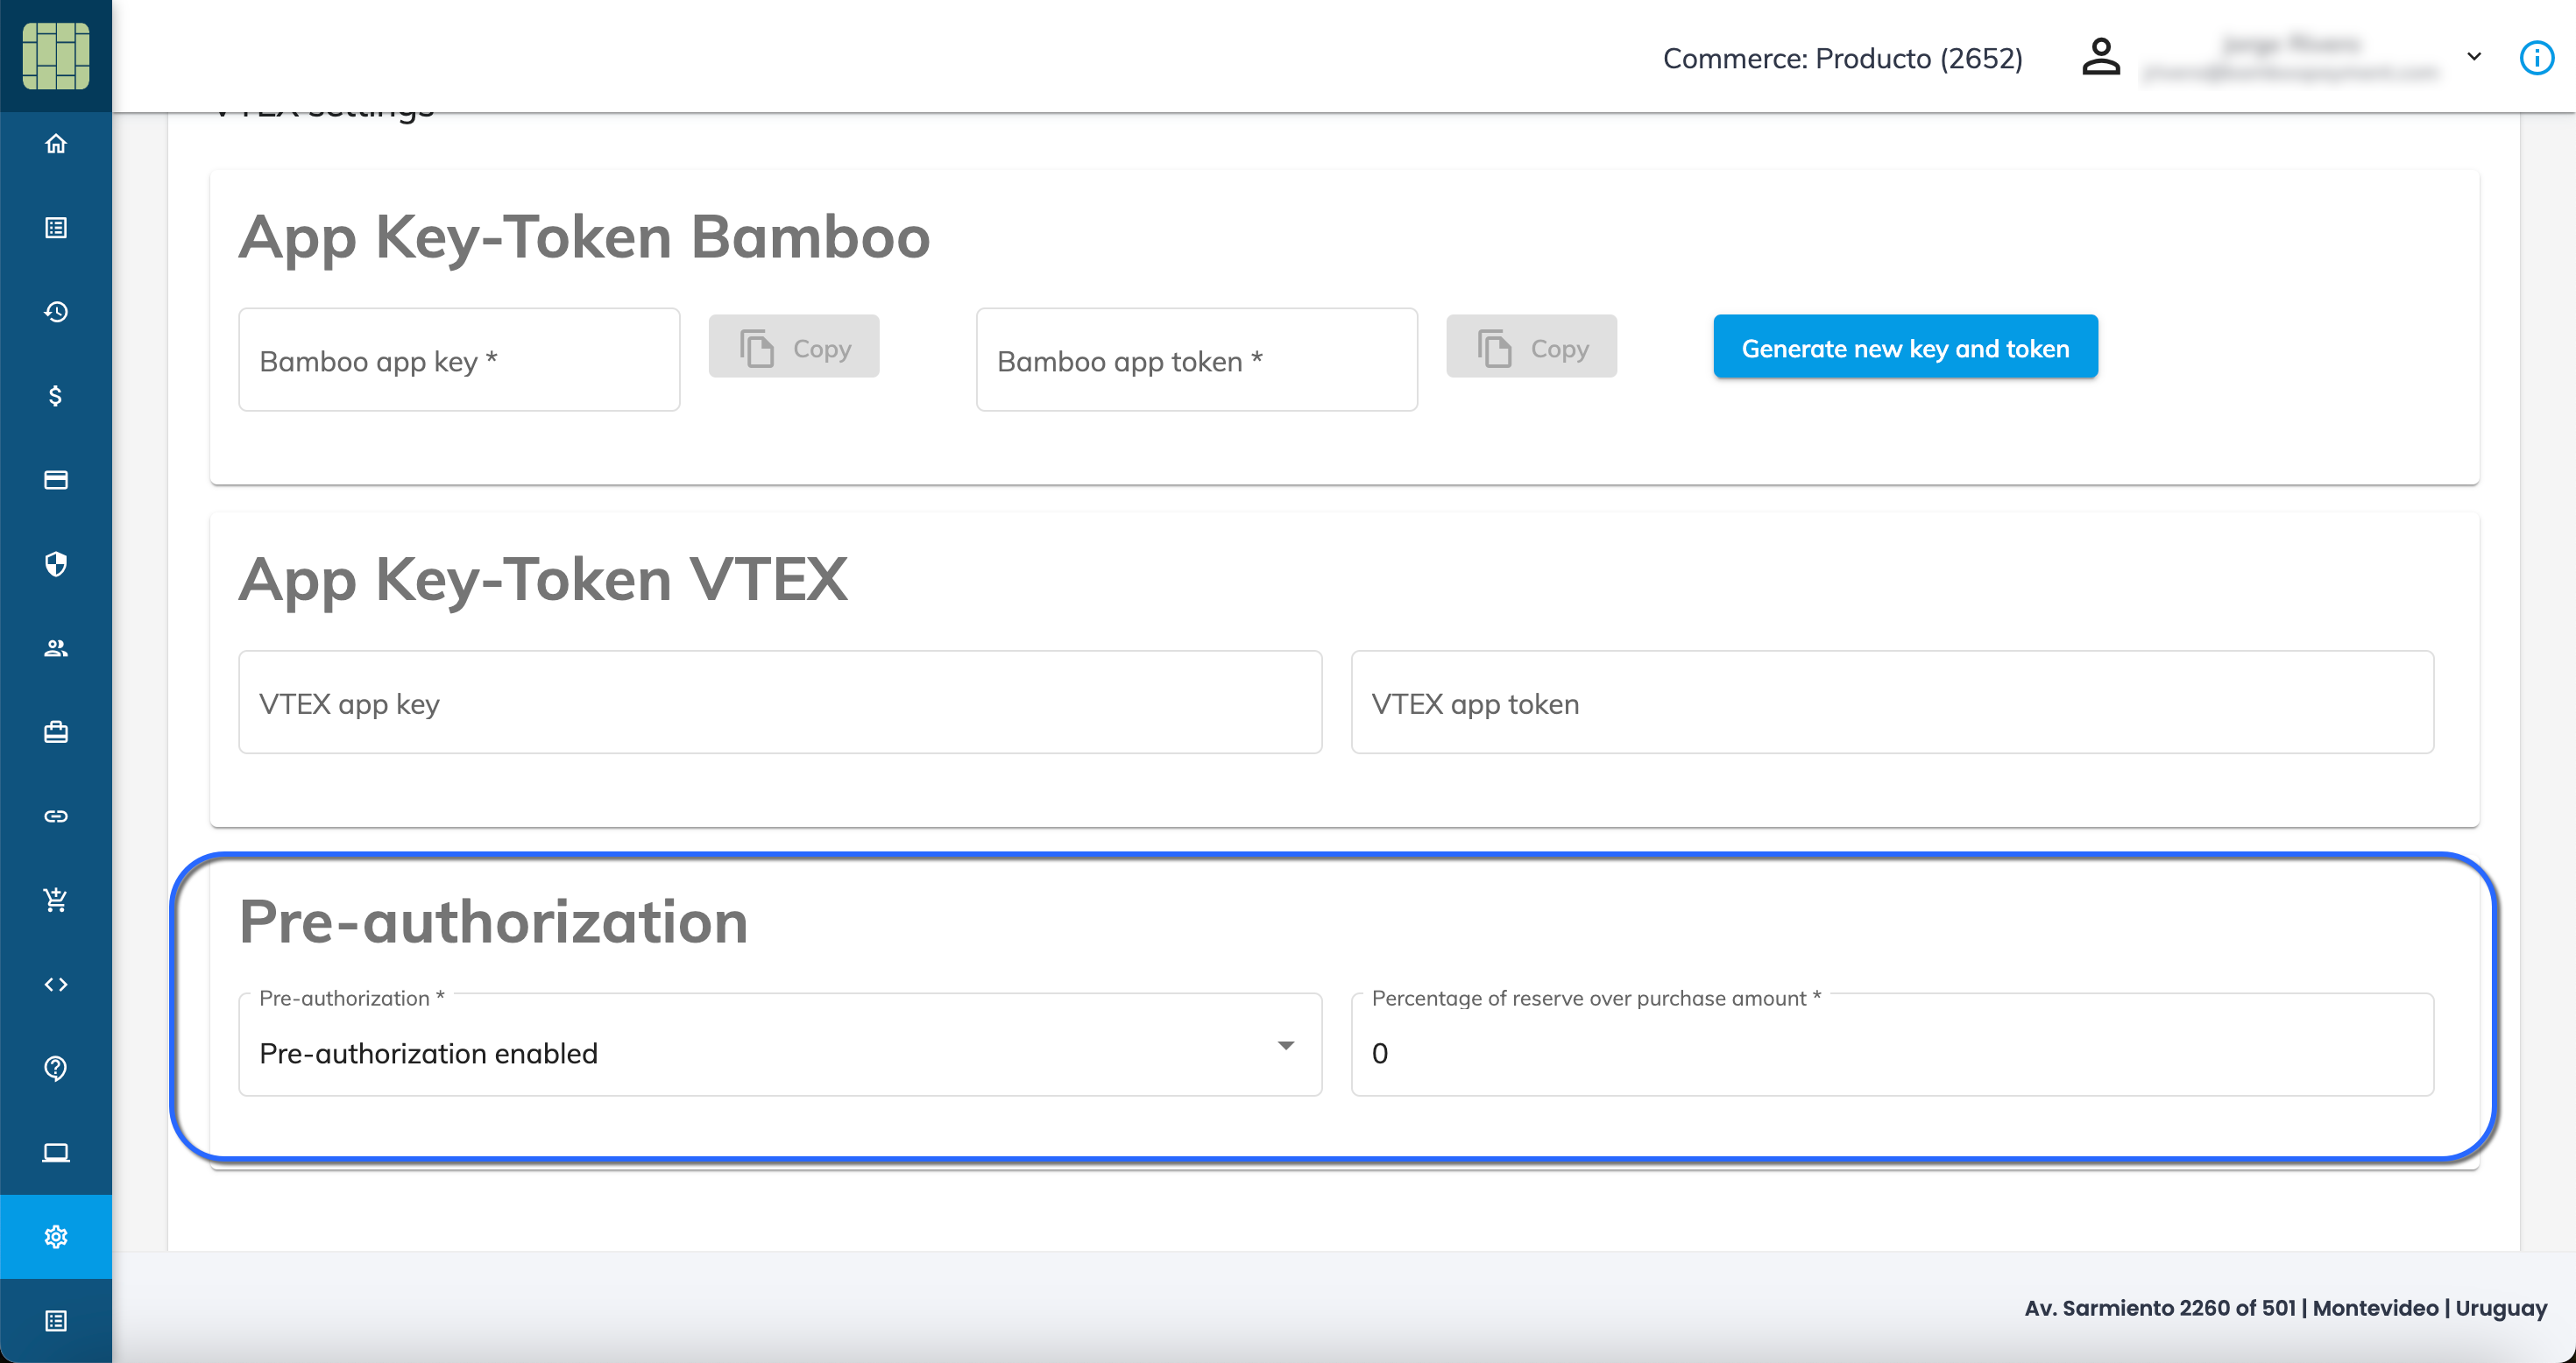 Commerce: Producto (2652)
VTEX settings
App Key-Token Bamboo
Bamboo app key *
Copy
Bamboo app token *
Copy
Generate new key and token
App Key-Token VTEX
VTEX app key
VTEX app token
Pre-authorization
Pre-authorization *
Pre-authorization enabled
Percentage of reserve over purchase amount *
0
Av. Sarmiento 2260 of 501 | Montevideo | Uruguay